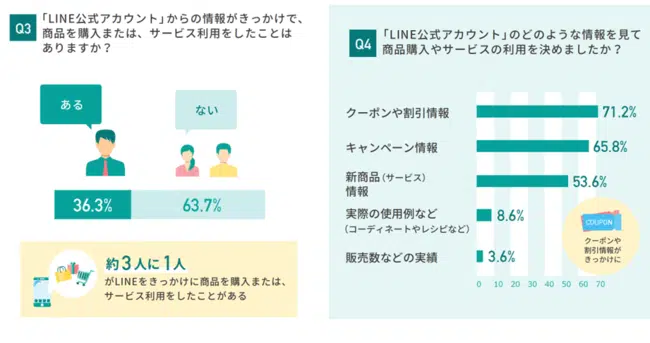 Q3
「LINE公式アカウント」からの情報がきっかけで、
商品を購入または、サービス利用をしたことは
ありますか？
ある
ない
36.3%
63.7%
約3人に1人
がLINEをきっかけに商品を購入または、
サービス利用をしたことがある
Q4
「LINE公式アカウント」のどのような情報を見て
商品購入やサービスの利用を決めましたか？
クーポンや割引情報
71.2%
キャンペーン情報
65.8%
新商品（サービス）
情報
53.6%
実際の使用例など
（コーディネートやレシピなど）
8.6%
販売数などの実績
3.6%
0 10 20 30 40 50 60 70
COUPON
クーポンや
割引情報が
きっかけに